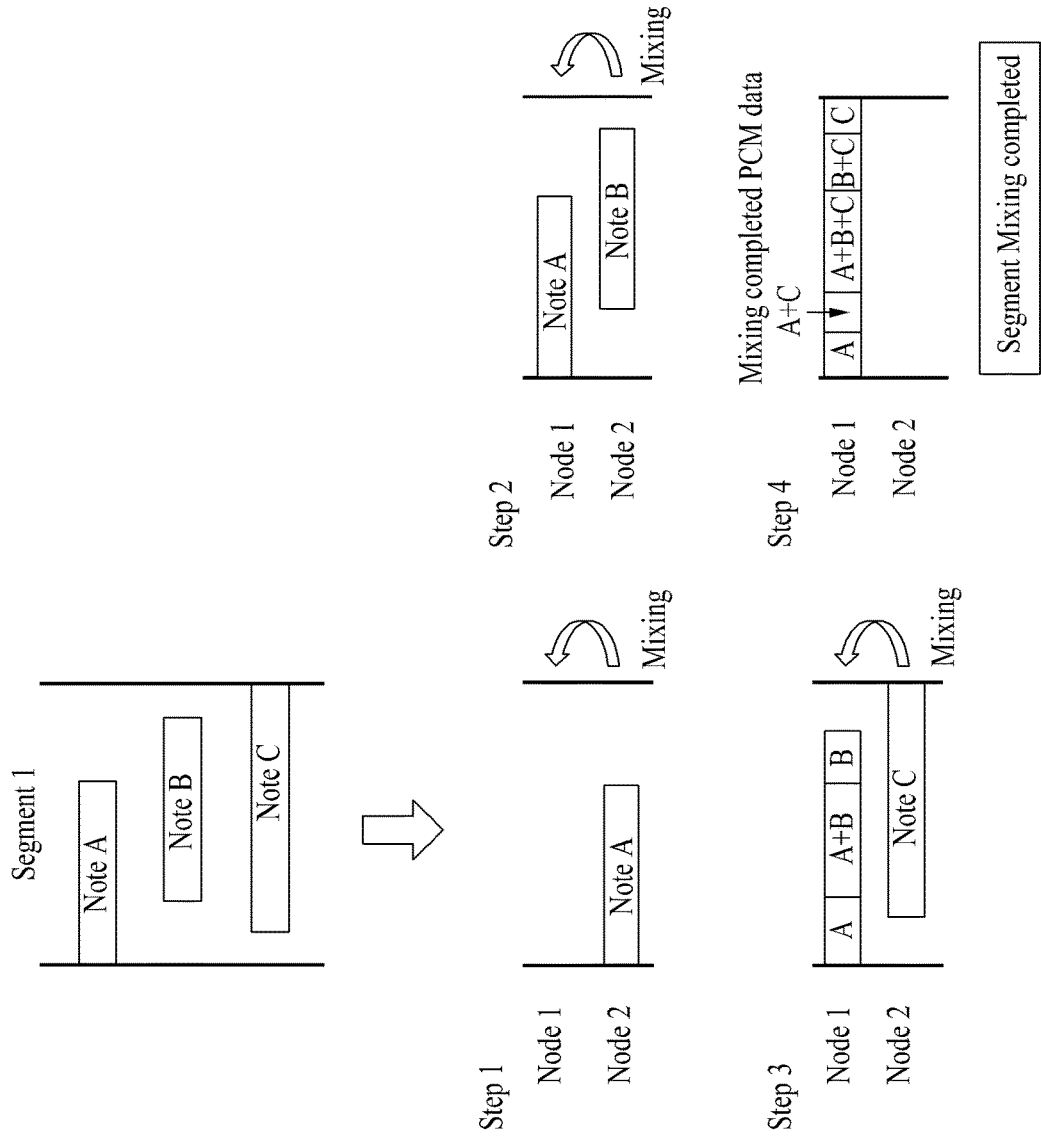 Segment 1
Note A
Note B
Note C
Step 1
Node 1
Node 2
Note A
Mixing
Step 2
Node 1
Node 2
Note A
Note B
Mixing
Step 3
Node 1
Node 2
A
A+B
B
Note C
Mixing
Step 4
Mixing completed PCM data
A+C
Node 1
Node 2
A
A+B+C
B+C
C
Segment Mixing completed